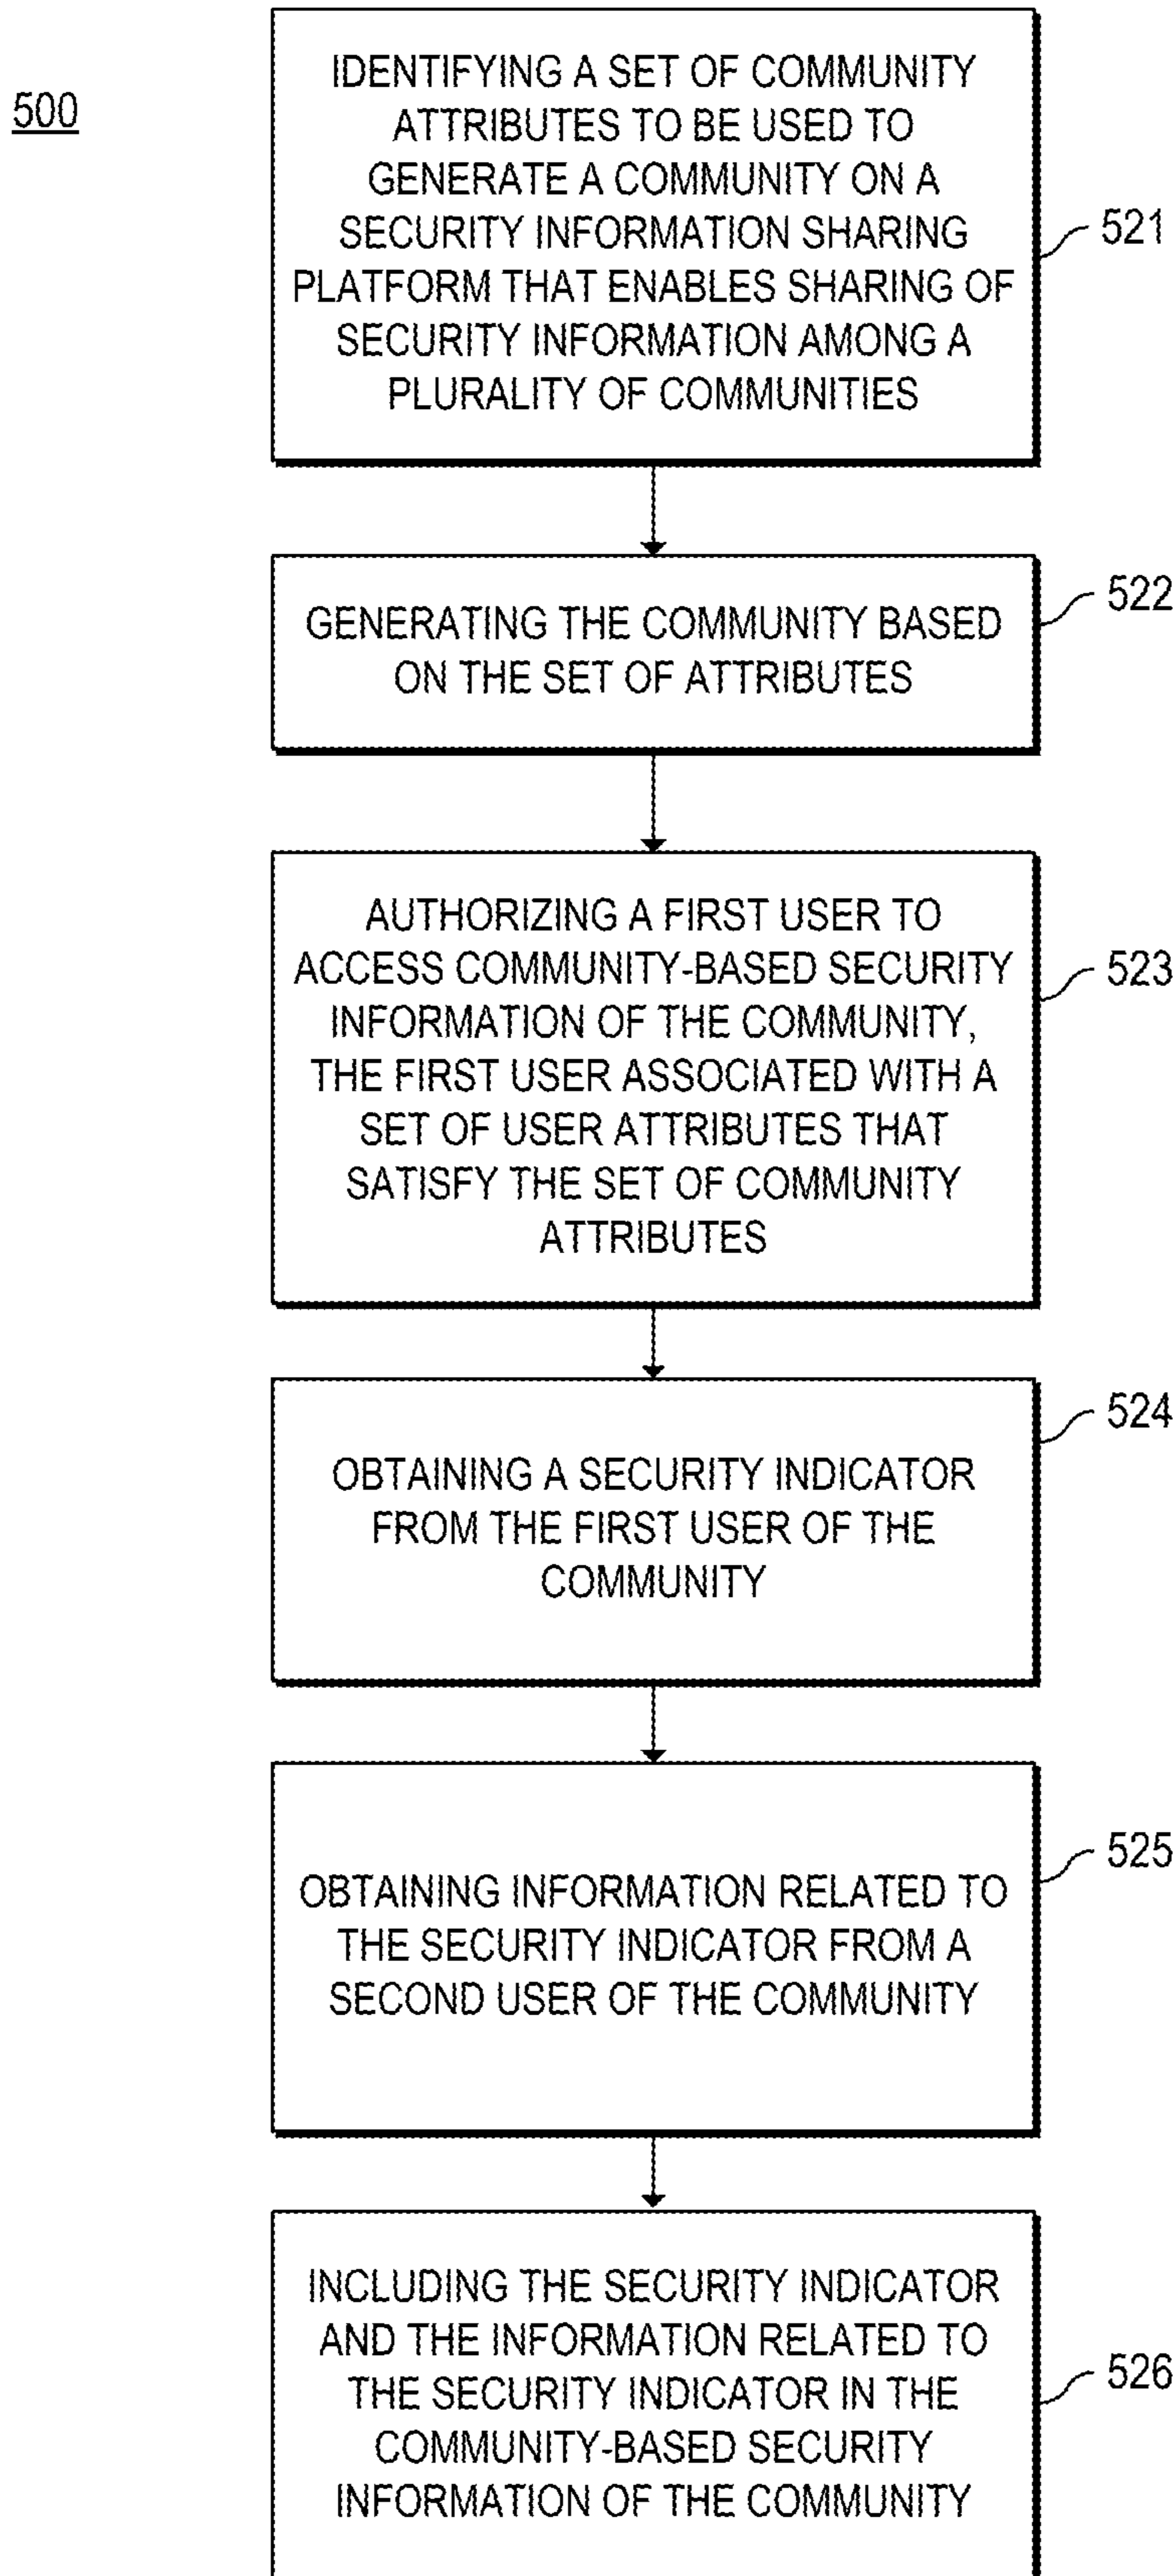 500
IDENTIFYING A SET OF COMMUNITY
ATTRIBUTES TO BE USED TO
GENERATE A COMMUNITY ON A
SECURITY INFORMATION SHARING
PLATFORM THAT ENABLES SHARING OF
SECURITY INFORMATION AMONG A
PLURALITY OF COMMUNITIES
521
GENERATING THE COMMUNITY BASED
ON THE SET OF ATTRIBUTES
522
AUTHORIZING A FIRST USER TO
ACCESS COMMUNITY-BASED SECURITY
INFORMATION OF THE COMMUNITY,
THE FIRST USER ASSOCIATED WITH A
SET OF USER ATTRIBUTES THAT
SATISFY THE SET OF COMMUNITY
ATTRIBUTES
523
OBTAINING A SECURITY INDICATOR
FROM THE FIRST USER OF THE
COMMUNITY
524
OBTAINING INFORMATION RELATED TO
THE SECURITY INDICATOR FROM A
SECOND USER OF THE COMMUNITY
525
INCLUDING THE SECURITY INDICATOR
AND THE INFORMATION RELATED TO
THE SECURITY INDICATOR IN THE
COMMUNITY-BASED SECURITY
INFORMATION OF THE COMMUNITY
526